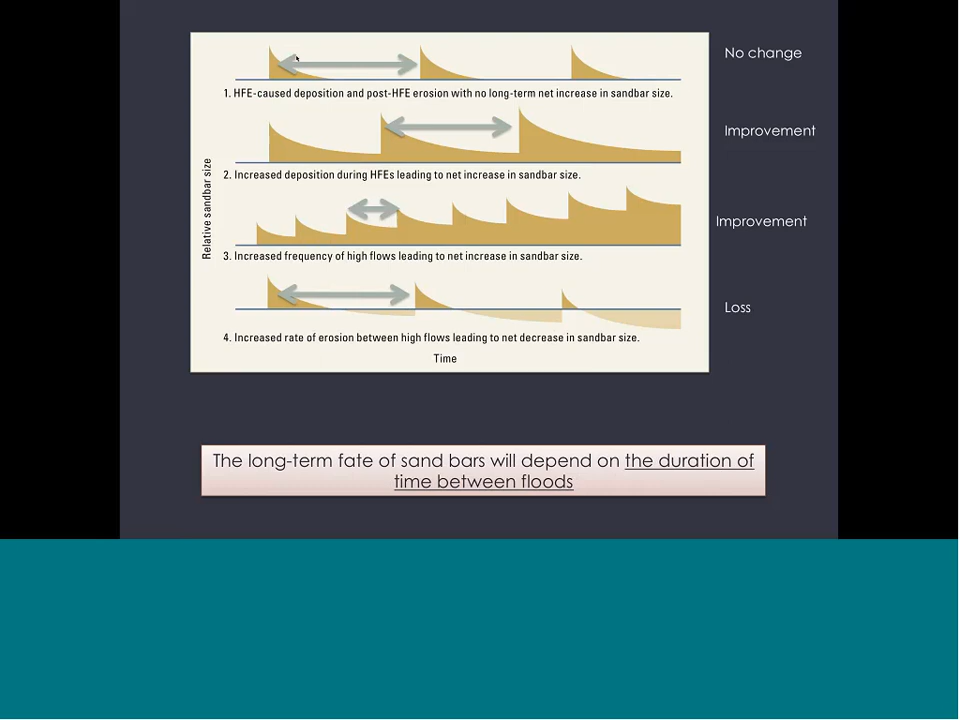 No change
1. HFE-caused deposition and post-HFE erosion with no long-term net increase in sandbar size.
Improvement
2. Increased deposition during HFEs leading to net increase in sandbar size.
Relative sandbar size
Improvement
3. Increased frequency of high flows leading to net increase in sandbar size.
Loss
4. Increased rate of erosion between high flows leading to net decrease in sandbar size.
Time
The long-term fate of sand bars will depend on the duration of
time between floods